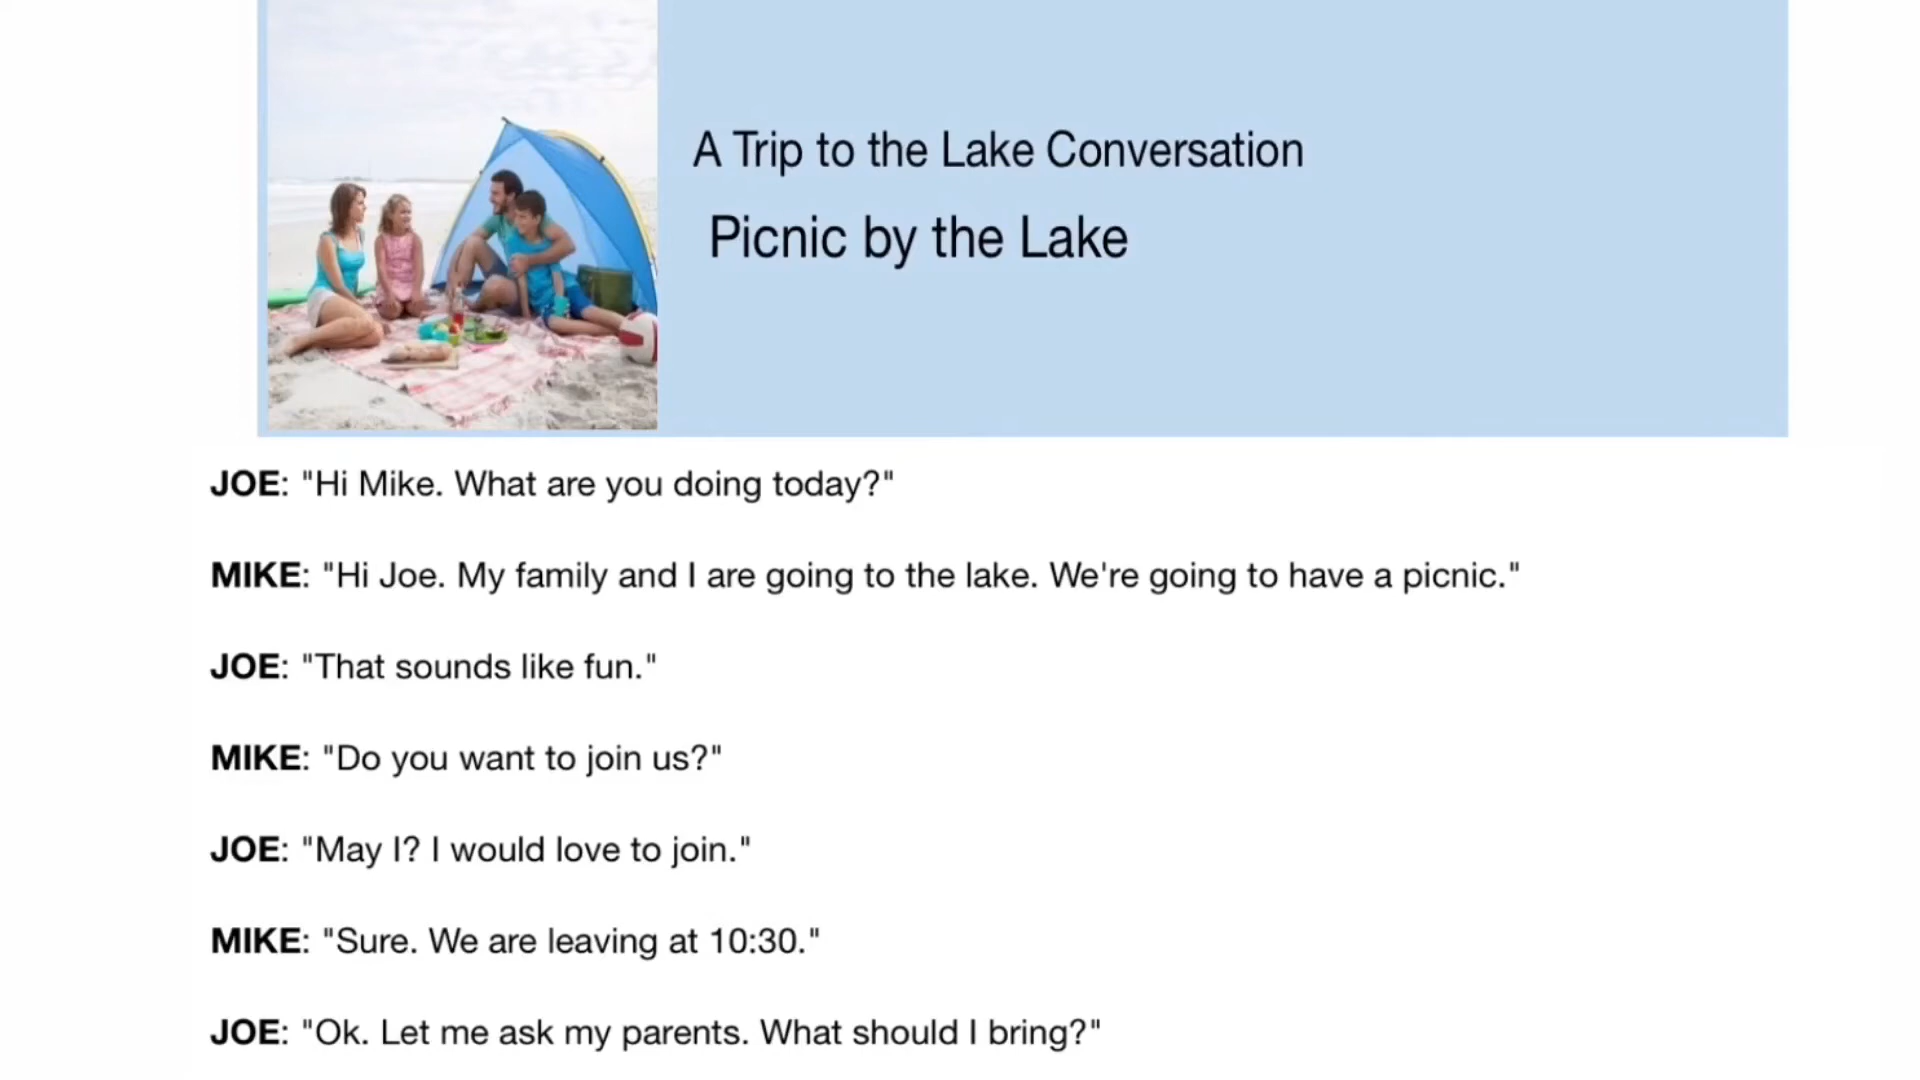 A Trip to the Lake Conversation
Picnic by the Lake
JOE: "Hi Mike. What are you doing today?"
MIKE: "Hi Joe. My family and I are going to the lake. We're going to have a picnic."
JOE: "That sounds like fun."
MIKE: "Do you want to join us?"
JOE: "May I? I would love to join."
MIKE: "Sure. We are leaving at 10:30."
JOE: "Ok. Let me ask my parents. What should I bring?"